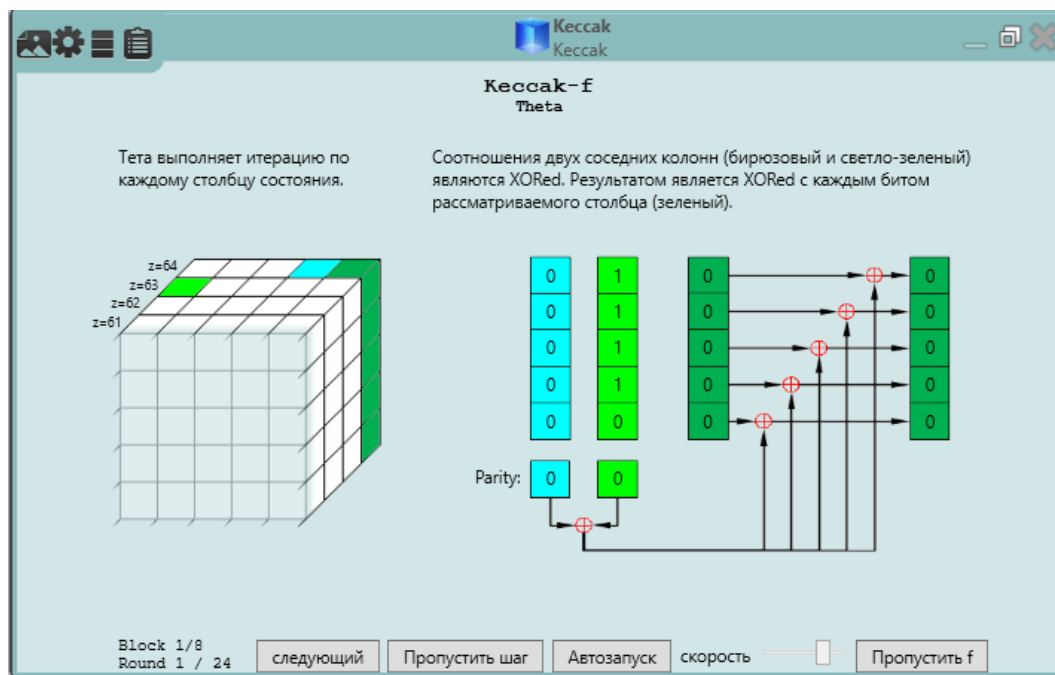 Keccak
Keccak
Keccak-f
Theta
Тета выполняет итерацию по
каждому столбцу состояния.
Соотношения двух соседних колонн (бирюзовый и светло-зеленый)
являются XORed. Результатом является XORed с каждым битом
рассматриваемого столбца (зеленый).
z=64
z=63
z=62
z=61
0 1 0 0
0 1 0 0
0 1 0 0
0 1 0 0
0 0 0 0
Parity: 0 0
Block 1/8
Round 1 / 24
следующий
Пропустить шаг
Автозапуск
скорость
Пропустить f